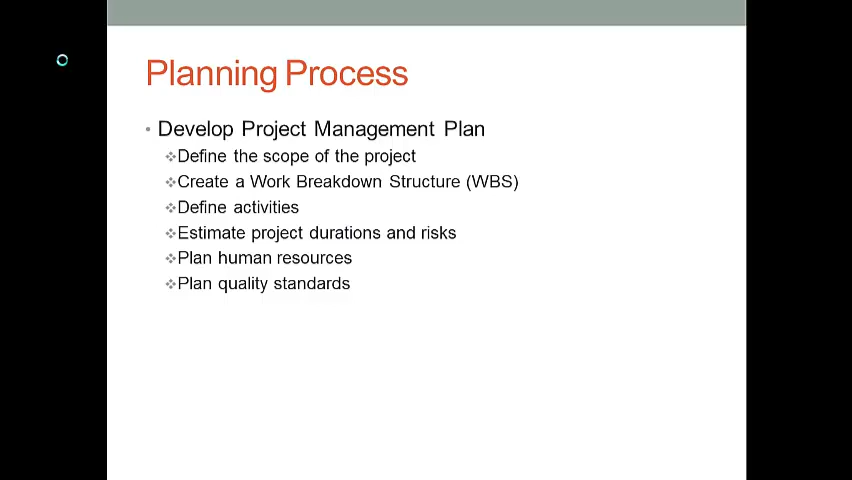 Planning Process
• Develop Project Management Plan
❖Define the scope of the project
❖Create a Work Breakdown Structure (WBS)
❖Define activities
❖Estimate project durations and risks
❖Plan human resources
❖Plan quality standards